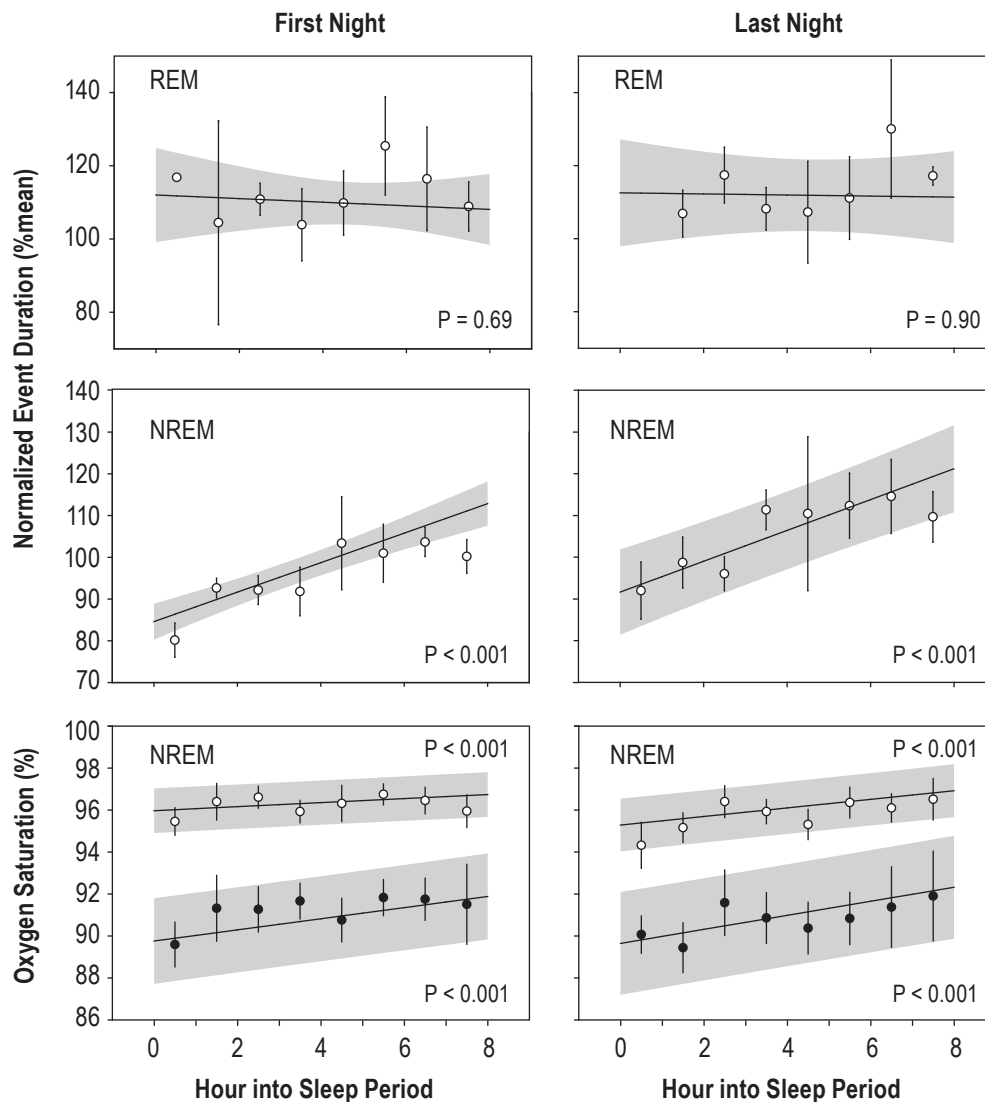 First Night Last Night
Normalized Event Duration (%mean)
REM REM
140
120
100
80
P = 0.69 P = 0.90
140
130
120
110
100
90
80
70
NREM NREM
P < 0.001 P < 0.001
Oxygen Saturation (%)
100
98
96
94
92
90
88
86
NREM P < 0.001 NREM P < 0.001
P < 0.001 P < 0.001
0 2 4 6 8 0 2 4 6 8
Hour into Sleep Period Hour into Sleep Period